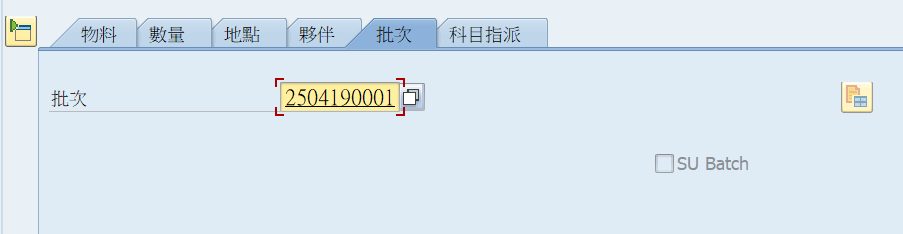 物料 數量 地點 夥伴 批次 科目指派
批次 2504190001
SU Batch